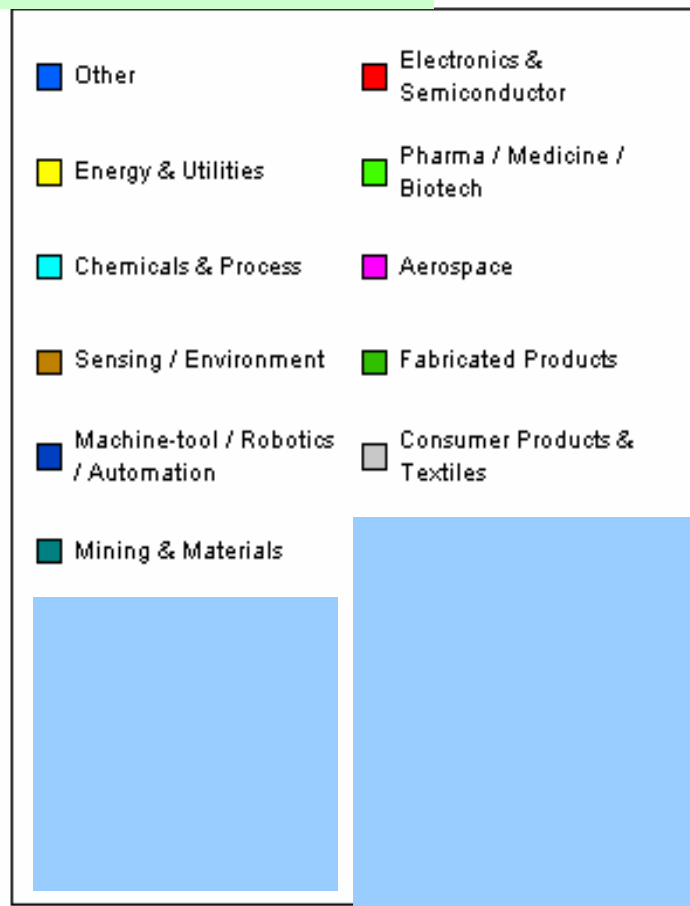 Other
Electronics &
Semiconductor
Energy & Utilities
Pharma / Medicine /
Biotech
Chemicals & Process
Aerospace
Sensing / Environment
Fabricated Products
Machine-tool / Robotics
/ Automation
Consumer Products &
Textiles
Mining & Materials